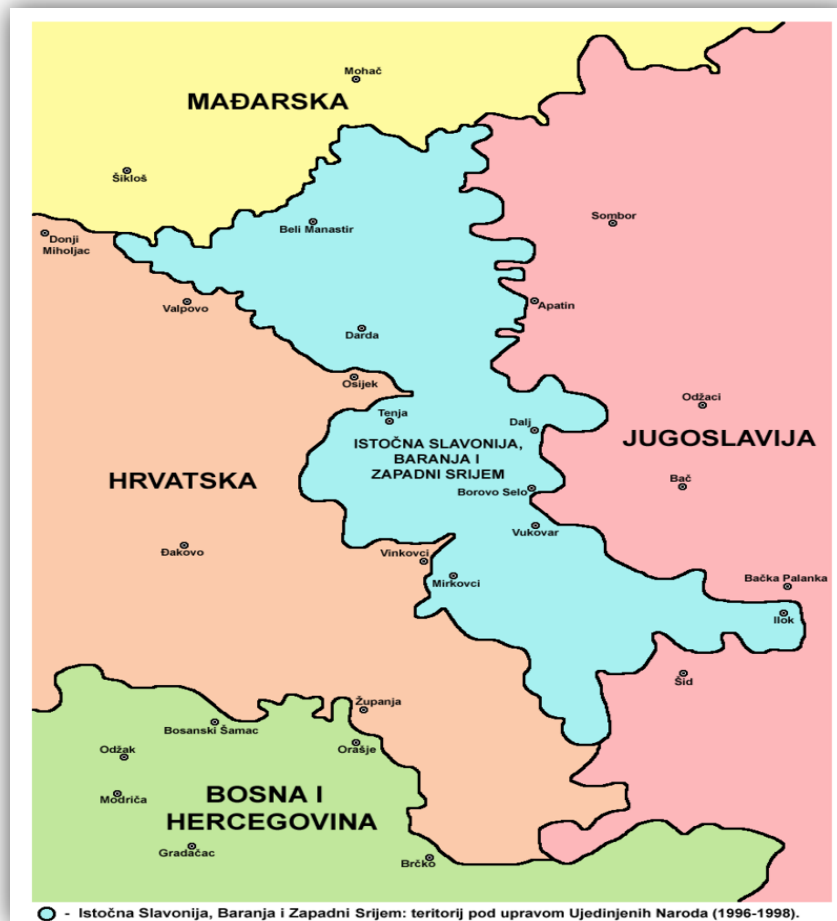 Mohač
MAĐARSKA
Šikloš
Sombor
Beli Manastir
Donji
Miholjac
Valpovo
Apatin
Darda
Osijek
Odžaci
Tenja
Dalj
JUGOSLAVIJA
ISTOČNA SLAVONIJA,
BARANJA I
ZAPADNI SRIJEM
HRVATSKA
Bač
Borovo Selo
Vukovar
Đakovo
Vinkovci
Mirkovci
Bačka Palanka
Ilok
Šid
Županja
Bosanski Šamac
Orašje
Odžak
Modriča
BOSNA I
HERCEGOVINA
Gradačac
Brčko
- Istočna Slavonija, Baranja i Zapadni Srijem: teritorij pod upravom Ujedinjenih Naroda (1996-1998).